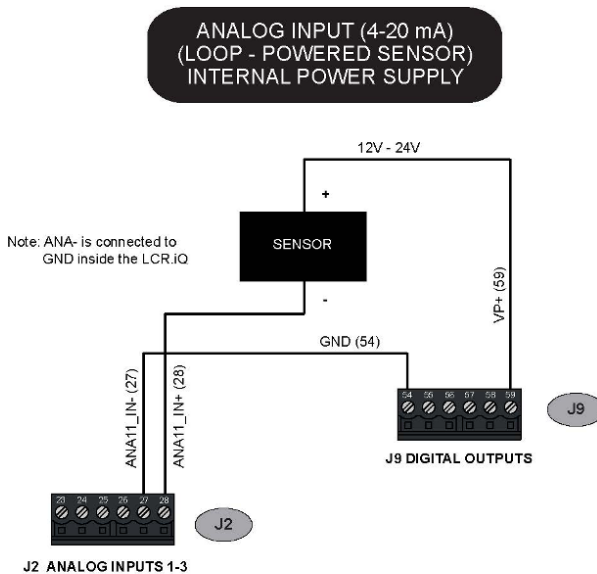 ANALOG INPUT (4-20 mA)
(LOOP - POWERED SENSOR)
INTERNAL POWER SUPPLY
12V - 24V
+
Note: ANA- is connected to
GND inside the LCR.iQ
SENSOR
-
VP+ (59)
GND (54)
ANA11_IN- (27)
ANA11_IN+ (28)
54 55 56 57 58 59
J9
J9 DIGITAL OUTPUTS
23 24 25 26 27 28
J2
J2 ANALOG INPUTS 1-3